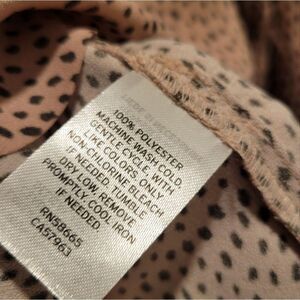 100% POLYESTER
MACHINE WASH COLD,
GENTLE CYCLE, WITH
LIKE COLORS. ONLY
NON-CHLORINE BLEACH
IF NEEDED. TUMBLE
DRY LOW. REMOVE
PROMPTLY. COOL IRON
IF NEEDED.
RN58665
CA57963